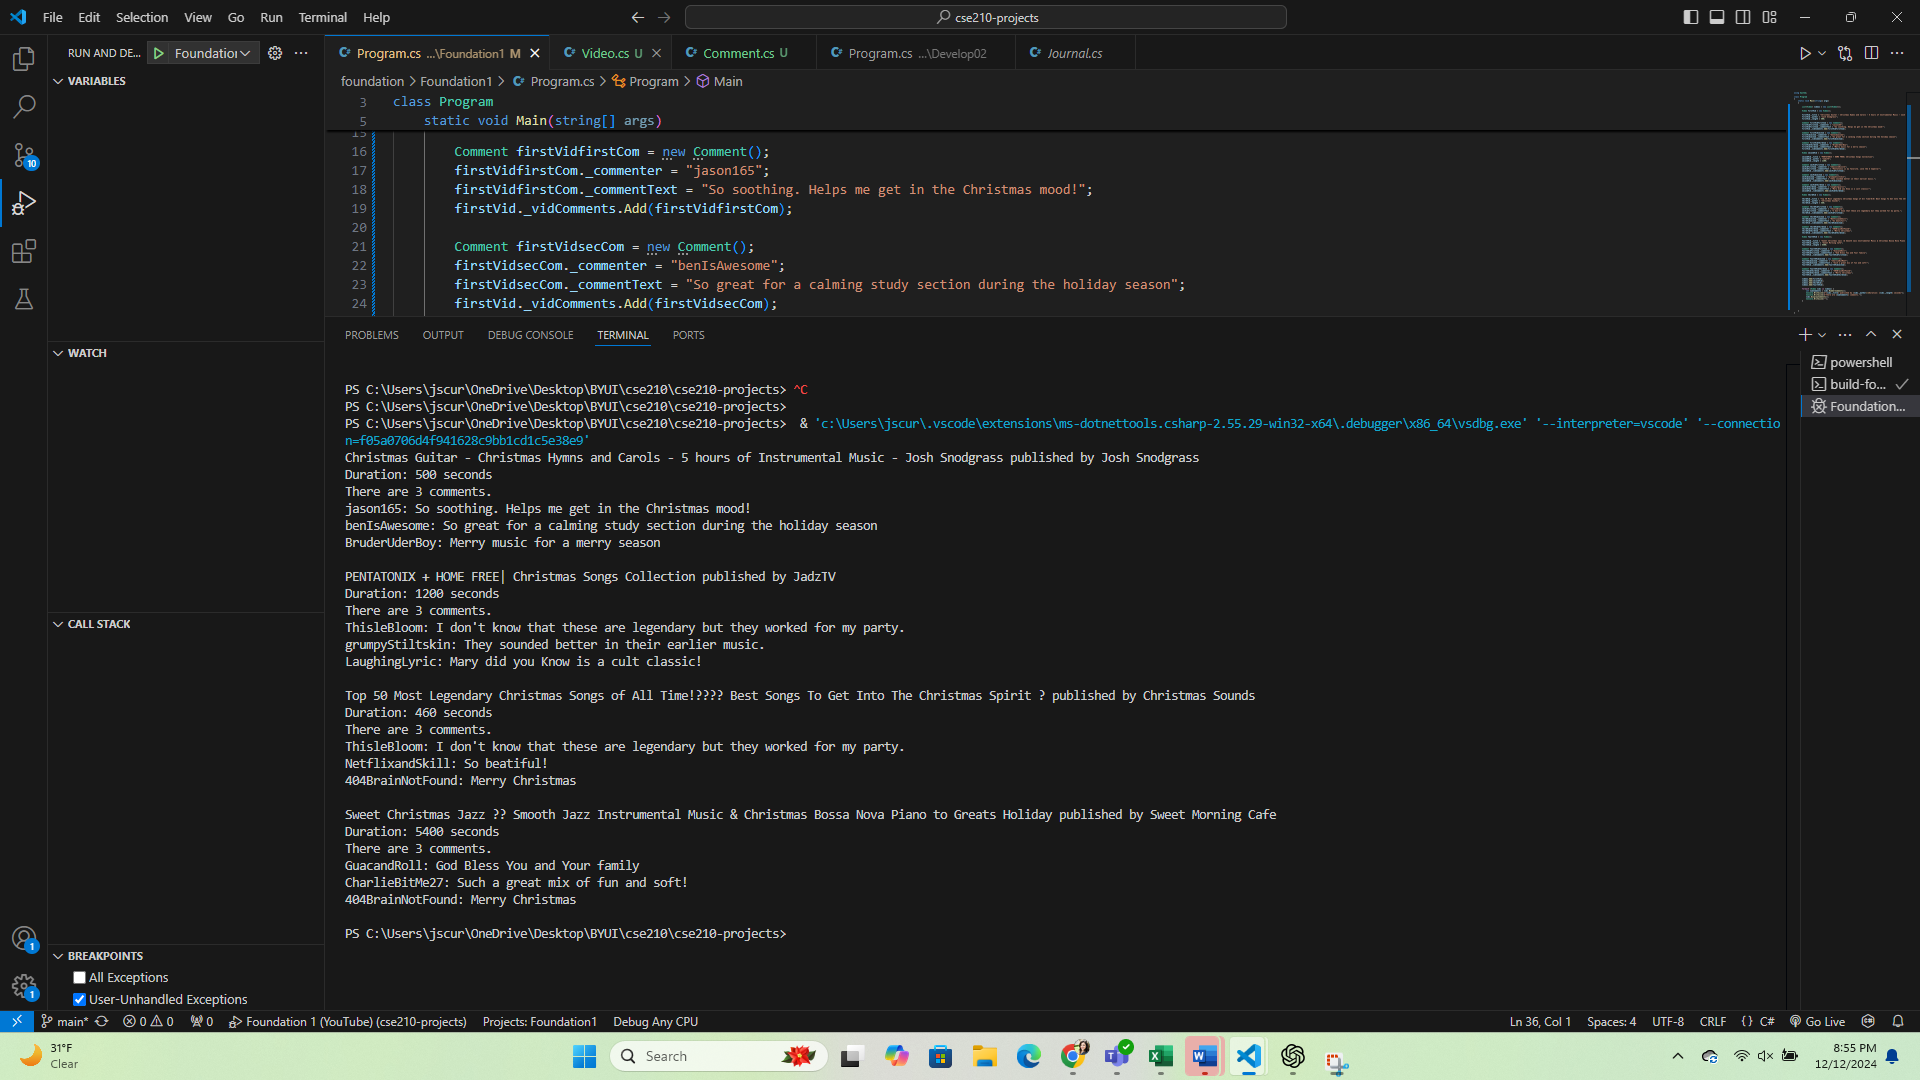 File Edit Selection View Go Run Terminal Help
cse210-projects
RUN AND DE... Foundation
Program.cs ...\Foundation1 M
Video.cs U
Comment.cs U
Program.cs ...\Develop02
Journal.cs
VARIABLES
foundation > Foundation1 > Program.cs > Program > Main
3 class Program
5 static void Main(string[] args)
15
16 Comment firstVidfirstCom = new Comment();
17 firstVidfirstCom._commenter = "jason165";
18 firstVidfirstCom._commentText = "So soothing. Helps me get in the Christmas mood!";
19 firstVid._vidComments.Add(firstVidfirstCom);
20
21 Comment firstVidsecCom = new Comment();
22 firstVidsecCom._commenter = "benIsAwesome";
23 firstVidsecCom._commentText = "So great for a calming study section during the holiday season";
24 firstVid._vidComments.Add(firstVidsecCom);
10
PROBLEMS OUTPUT DEBUG CONSOLE TERMINAL PORTS
WATCH
powershell
build-fo...
Foundation...
PS C:\Users\jscur\OneDrive\Desktop\BYUI\cse210\cse210-projects> ^C
PS C:\Users\jscur\OneDrive\Desktop\BYUI\cse210\cse210-projects>
PS C:\Users\jscur\OneDrive\Desktop\BYUI\cse210\cse210-projects> & 'c:\Users\jscur\.vscode\extensions\ms-dotnettools.csharp-2.55.29-win32-x64\.debugger\x86_64\vsdbg.exe' '--interpreter=vscode' '--connectio
n=f05a0706d4f941628c9bb1cd1c5e38e9'
Christmas Guitar - Christmas Hymns and Carols - 5 hours of Instrumental Music - Josh Snodgrass published by Josh Snodgrass
Duration: 500 seconds
There are 3 comments.
jason165: So soothing. Helps me get in the Christmas mood!
benIsAwesome: So great for a calming study section during the holiday season
BruderUderBoy: Merry music for a merry season
PENTATONIX + HOME FREE| Christmas Songs Collection published by JadzTV
Duration: 1200 seconds
There are 3 comments.
ThisleBloom: I don't know that these are legendary but they worked for my party.
grumpyStiltskin: They sounded better in their earlier music.
LaughingLyric: Mary did you Know is a cult classic!
Top 50 Most Legendary Christmas Songs of All Time!???? Best Songs To Get Into The Christmas Spirit ? published by Christmas Sounds
Duration: 460 seconds
There are 3 comments.
ThisleBloom: I don't know that these are legendary but they worked for my party.
NetflixandSkill: So beatiful!
404BrainNotFound: Merry Christmas
Sweet Christmas Jazz ?? Smooth Jazz Instrumental Music & Christmas Bossa Nova Piano to Greats Holiday published by Sweet Morning Cafe
Duration: 5400 seconds
There are 3 comments.
GuacandRoll: God Bless You and Your family
CharlieBitMe27: Such a great mix of fun and soft!
404BrainNotFound: Merry Christmas
PS C:\Users\jscur\OneDrive\Desktop\BYUI\cse210\cse210-projects>
CALL STACK
BREAKPOINTS
All Exceptions
User-Unhandled Exceptions
1
1
main* 0 0 0 Foundation 1 (YouTube) (cse210-projects) Projects: Foundation1 Debug Any CPU
Ln 36, Col 1 Spaces: 4 UTF-8 CRLF {} C# Go Live
31°F
Clear
Search
8:55 PM
12/12/2024